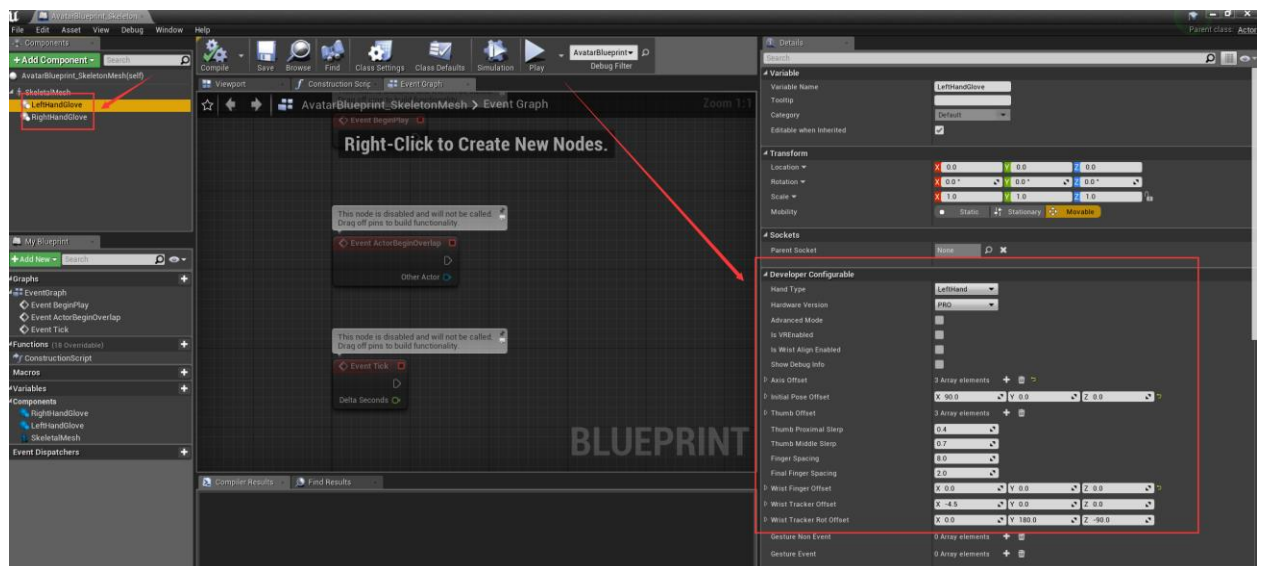 AvatarBlueprint_Skeleton
File Edit Asset View Debug Window Help
Parent class: Actor
Components
+Add Component Search
AvatarBlueprint_SkeletonMesh(self)
SkeletalMesh
LeftHandGlove
RightHandGlove
Compile Save Browse Find Class Settings Class Defaults Simulation Play
AvatarBlueprint
Debug Filter
Viewport Construction Scrip Event Graph
AvatarBlueprint_SkeletonMesh > Event Graph Zoom 1:1
Event BeginPlay
Right-Click to Create New Nodes.
This node is disabled and will not be called.
Drag off pins to build functionality.
Event ActorBeginOverlap
Other Actor
This node is disabled and will not be called.
Drag off pins to build functionality.
Event Tick
Delta Seconds
BLUEPRINT
My Blueprint
+Add New Search
Graphs
EventGraph
Event BeginPlay
Event ActorBeginOverlap
Event Tick
Functions (18 Overridable)
ConstructionScript
Macros
Variables
Components
RightHandGlove
LeftHandGlove
SkeletalMesh
Event Dispatchers
Compiler Results Find Results
Details
Search
Variable
Variable Name LeftHandGlove
Tooltip
Category Default
Editable when Inherited
Transform
Location X 0.0 Y 0.0 Z 0.0
Rotation X 0.0° Y 0.0° Z 0.0°
Scale X 1.0 Y 1.0 Z 1.0
Mobility Static Stationary Movable
Sockets
Parent Socket None
Developer Configurable
Hand Type LeftHand
Hardware Version PRO
Advanced Mode
Is VREnabled
Is Wrist Align Enabled
Show Debug Info
Axis Offset 3 Array elements
Initial Pose Offset X 90.0 Y 0.0 Z 0.0
Thumb Offset 3 Array elements
Thumb Proximal Slerp 0.4
Thumb Middle Slerp 0.7
Finger Spacing 8.0
Final Finger Spacing 2.0
Wrist Finger Offset X 0.0 Y 0.0 Z 0.0
Wrist Tracker Offset X -4.5 Y 0.0 Z 0.0
Wrist Tracker Rot Offset X 0.0 Y 180.0 Z -90.0
Gesture Non Event 0 Array elements
Gesture Event 0 Array elements